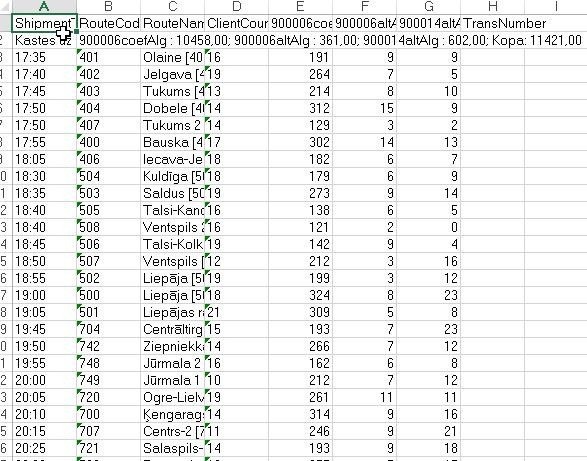 A B C D E F G H I
Shipment RouteCod RouteNam ClientCour 900006coe 900006alt 900014alt TransNumber
Kastes uz 900006coefAlg : 10458,00; 900006altAlg : 361,00; 900014altAlg : 602,00; Kopa: 11421,00
17:35 401 Olaine [40 16 191 9 9
17:40 402 Jelgava [4 19 264 7 5
17:45 403 Tukums [4 13 214 8 10
17:50 404 Dobele [4 14 312 15 9
17:50 407 Tukums 2 14 129 3 2
17:55 400 Bauska [4 17 302 14 13
18:05 406 Iecava-Je 18 182 6 7
18:30 504 Kuldīga [5 18 179 6 9
18:35 503 Saldus [5 19 273 9 14
18:40 505 Talsi-Kand 16 138 6 5
18:40 508 Ventspils 16 121 2 0
18:45 506 Talsi-Kolk 19 142 9 4
18:50 507 Ventspils [ 12 212 3 16
18:55 502 Liepāja [5 19 199 3 12
19:00 500 Liepāja [5 18 324 8 23
19:05 501 Liepājas r 21 309 5 8
19:45 704 Centrāltirg 15 193 7 23
19:50 742 Ziepniekk 14 266 7 12
19:55 748 Jūrmala 2 16 162 6 8
20:00 749 Jūrmala 1 10 212 7 12
20:05 720 Ogre-Lielv 19 261 11 11
20:10 700 Ķengarag 14 314 9 16
20:15 707 Centrs-2 [7 11 246 9 21
20:25 721 Salaspils- 14 193 9 18